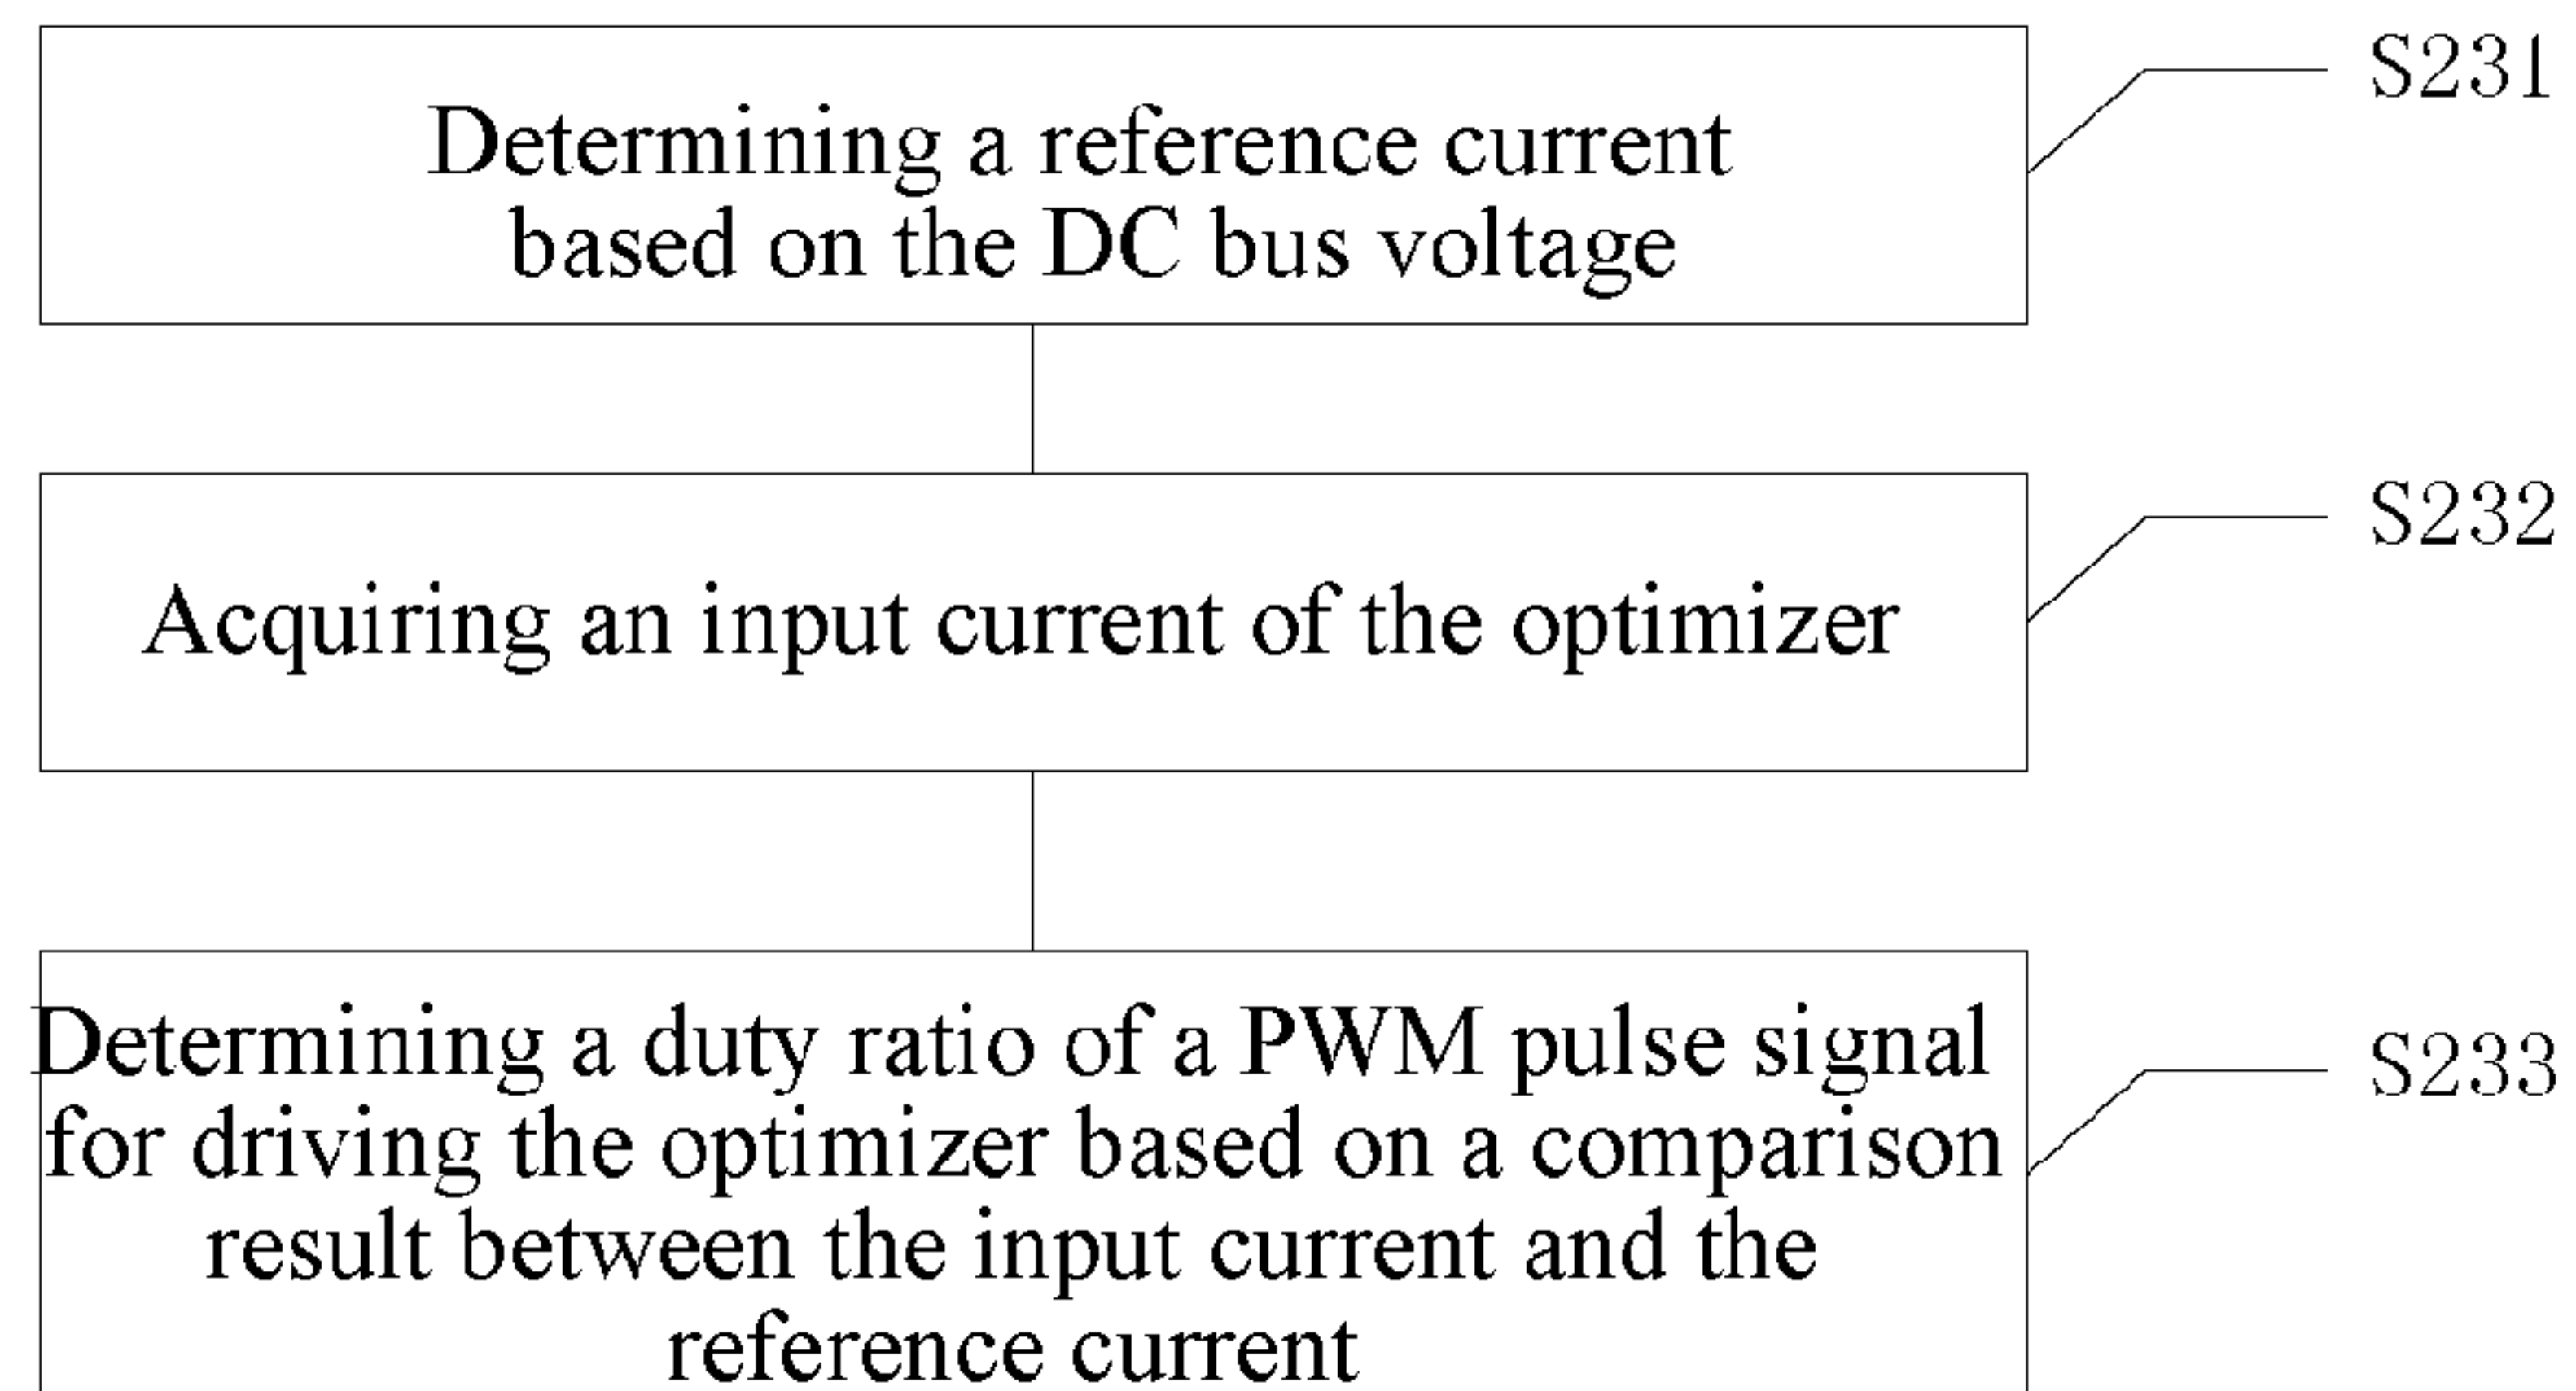 Determining a reference current
based on the DC bus voltage
S231
Acquiring an input current of the optimizer
S232
Determining a duty ratio of a PWM pulse signal
for driving the optimizer based on a comparison
result between the input current and the
reference current
S233